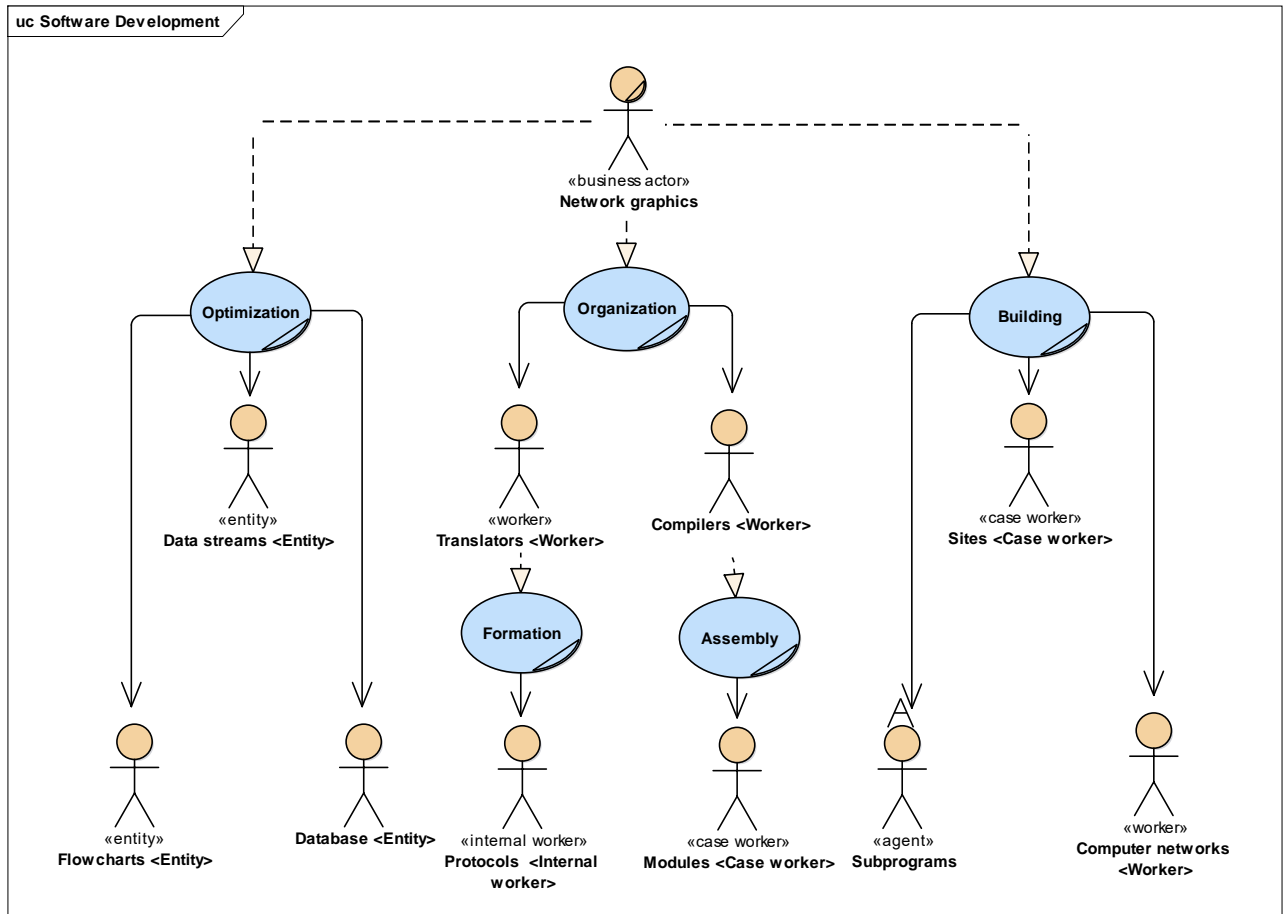 uc Software Development
«business actor»
Network graphics
Optimization
Organization
Building
«entity»
Data streams <Entity>
«worker»
Translators <Worker>
Compilers <Worker>
«case worker»
Sites <Case worker>
Formation
Assembly
A
«entity»
Flowcharts <Entity>
Database <Entity>
«internal worker»
Protocols <Internal
worker>
«case worker»
Modules <Case worker>
«agent»
Subprograms
«worker»
Computer networks
<Worker>